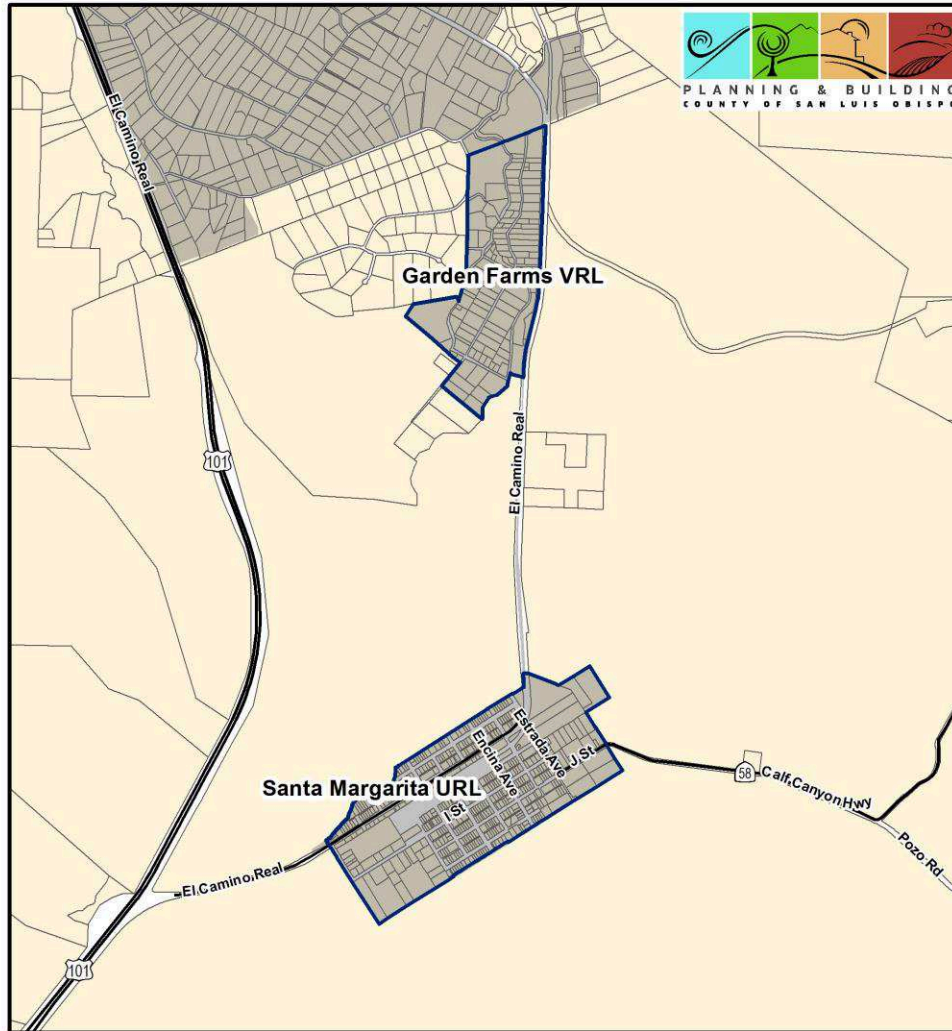 PLANNING & BUILDING
COUNTY OF SAN LUIS OBISPO
El Camino Real
Garden Farms VRL
101
El Camino Real
Estrada Ave
Encina Ave
J St
Santa Margarita URL
I St
58
Calf Canyon Hwy
Pozo Rd
El Camino Real
101